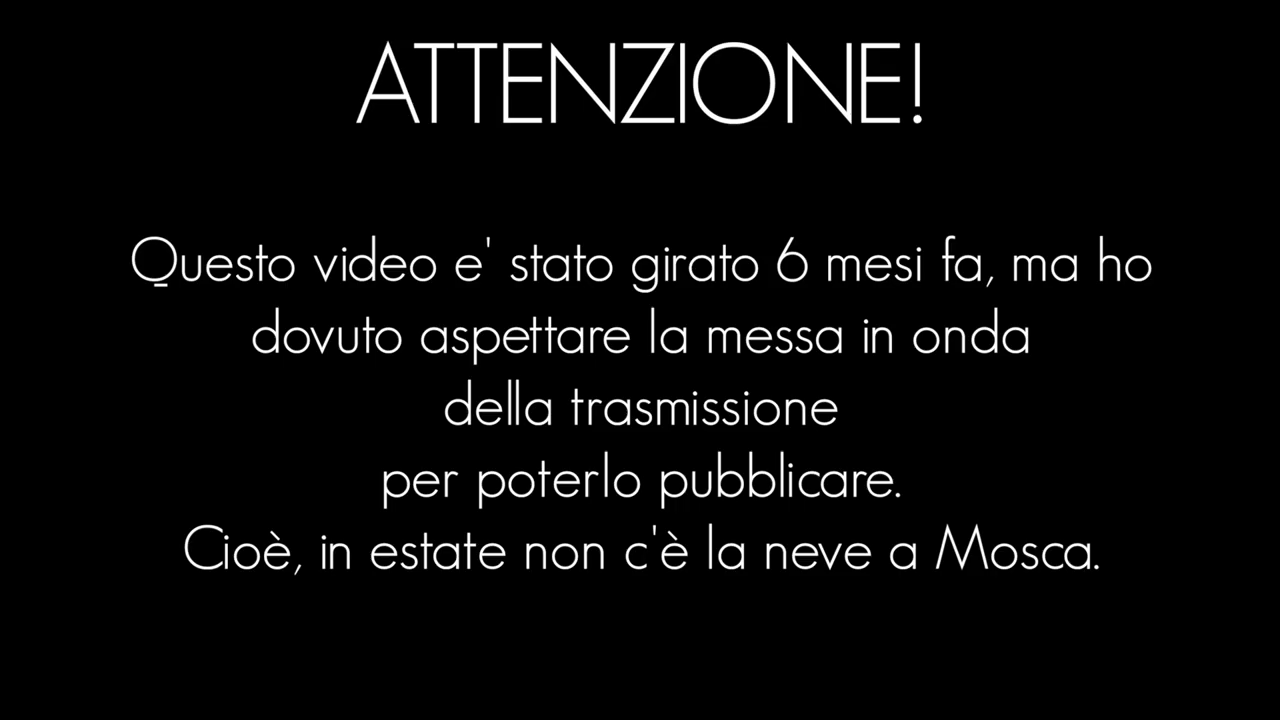 ATTENZIONE!
Questo video e' stato girato 6 mesi fa, ma ho
dovuto aspettare la messa in onda
della trasmissione
per poterlo pubblicare.
Cioè, in estate non c'è la neve a Mosca.